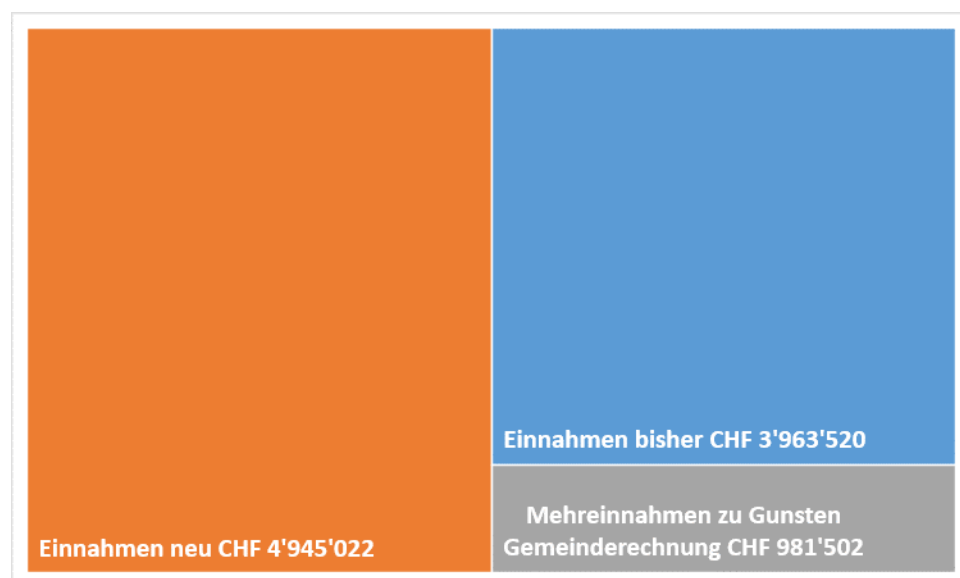 Einnahmen bisher CHF 3'963'520
Mehreinnahmen zu Gunsten
Gemeinderechnung CHF 981'502
Einnahmen neu CHF 4'945'022